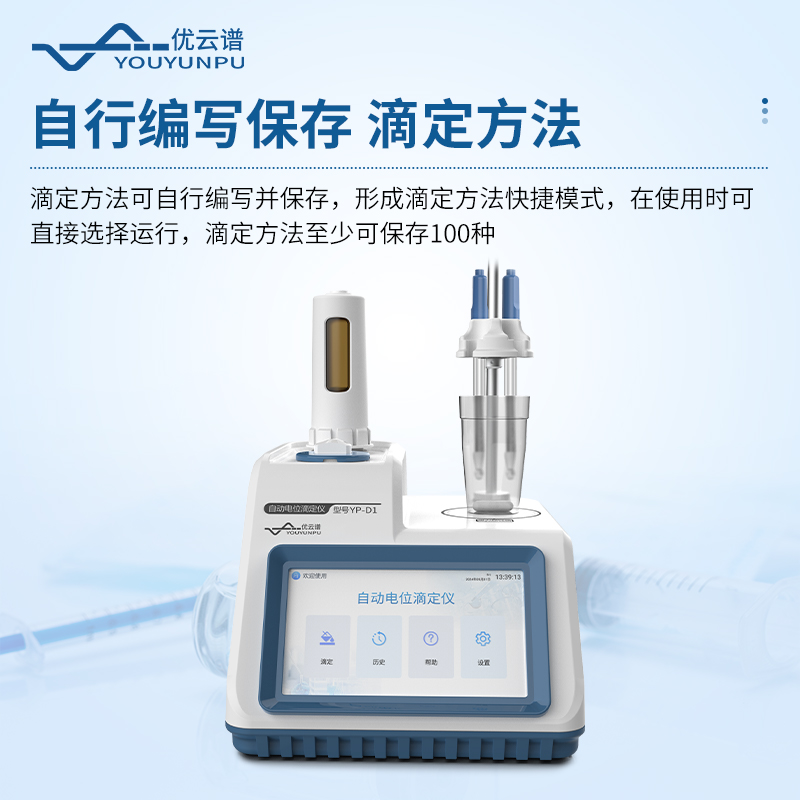 优云谱
YOUYUNPU
自行编写保存 滴定方法
滴定方法可自行编写并保存，形成滴定方法快捷模式，在使用时可
直接选择运行，滴定方法至少可保存100种
自动电位滴定仪 型号YP-D1
优云谱
YOUYUNPU
欢迎使用
13:39:13
自动电位滴定仪
滴定 历史 帮助 设置